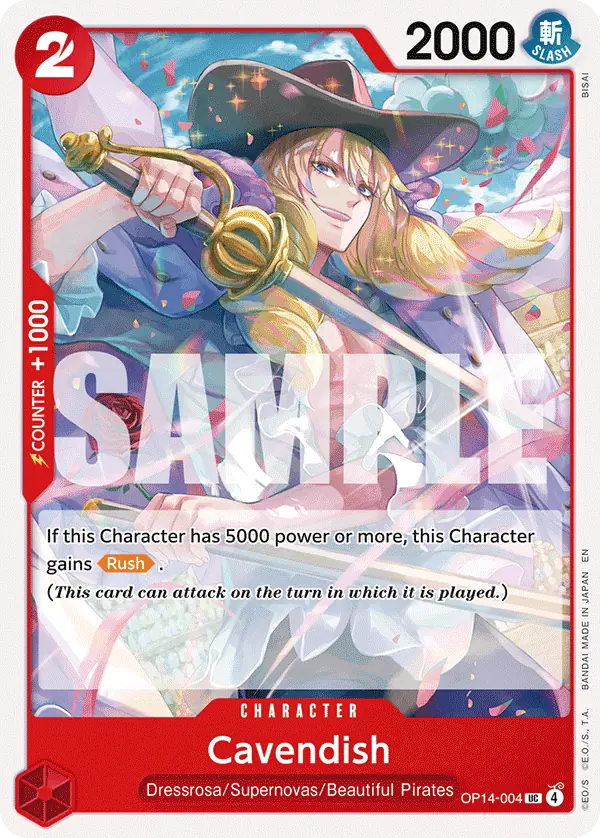 2
2000
斬
SLASH
BISAI
COUNTER +1000
SAMPLE
If this Character has 5000 power or more, this Character
gains Rush .
(This card can attack on the turn in which it is played.)
CHARACTER
Cavendish
Dressrosa/Supernovas/Beautiful Pirates
OP14-004 UC 4
©E.O/S ©E.O./S., T.A. BANDAI MADE IN JAPAN EN